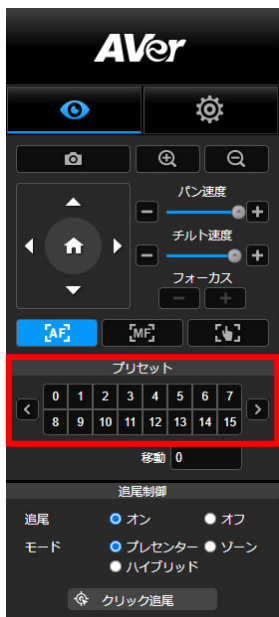 AVer
パン速度
チルト速度
フォーカス
AF
MF
プリセット
0 1 2 3 4 5 6 7
8 9 10 11 12 13 14 15
移動 0
追尾制御
追尾 オン オフ
モード プレセンター ゾーン
ハイブリッド
クリック追尾